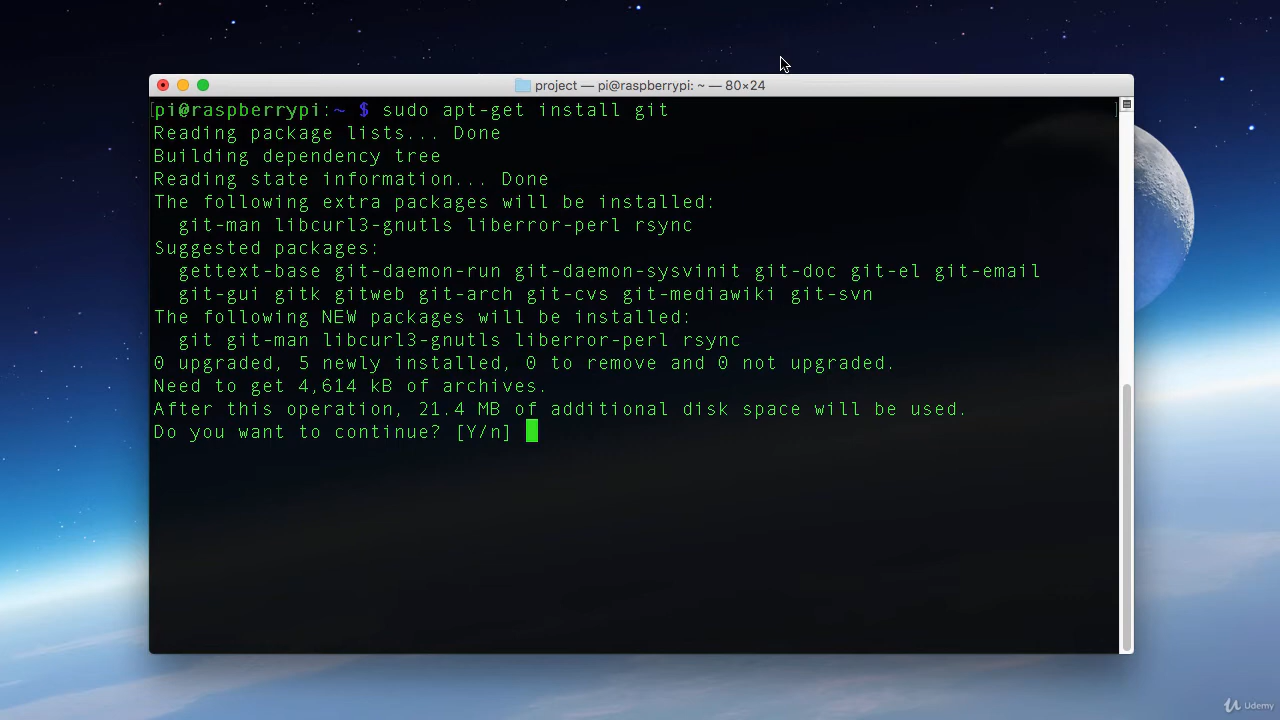 project — pi@raspberrypi: ~ — 80×24
pi@raspberrypi:~ $ sudo apt-get install git
Reading package lists... Done
Building dependency tree
Reading state information... Done
The following extra packages will be installed:
  git-man libcurl3-gnutls liberror-perl rsync
Suggested packages:
  gettext-base git-daemon-run git-daemon-sysvinit git-doc git-el git-email
  git-gui gitk gitweb git-arch git-cvs git-mediawiki git-svn
The following NEW packages will be installed:
  git git-man libcurl3-gnutls liberror-perl rsync
0 upgraded, 5 newly installed, 0 to remove and 0 not upgraded.
Need to get 4,614 kB of archives.
After this operation, 21.4 MB of additional disk space will be used.
Do you want to continue? [Y/n]
Udemy